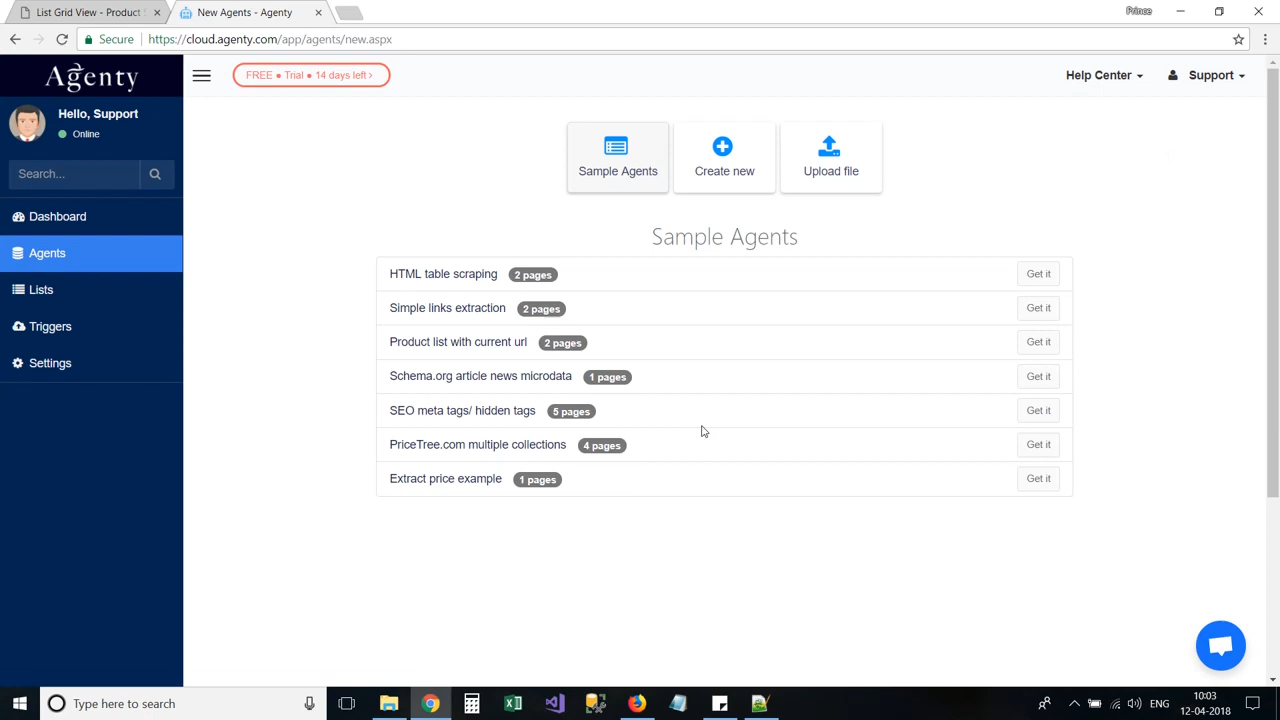 List Grid View - Product S
New Agents - Agenty
Prince
Secure
https://cloud.agenty.com/app/agents/new.aspx
Agenty
FREE ● Trial ● 14 days left ›
Help Center
Support
Hello, Support
Online
Search...
Dashboard
Agents
Lists
Triggers
Settings
Sample Agents
Create new
Upload file
Sample Agents
HTML table scraping 2 pages Get it
Simple links extraction 2 pages Get it
Product list with current url 2 pages Get it
Schema.org article news microdata 1 pages Get it
SEO meta tags/ hidden tags 5 pages Get it
PriceTree.com multiple collections 4 pages Get it
Extract price example 1 pages Get it
Type here to search
ENG
10:03
12-04-2018